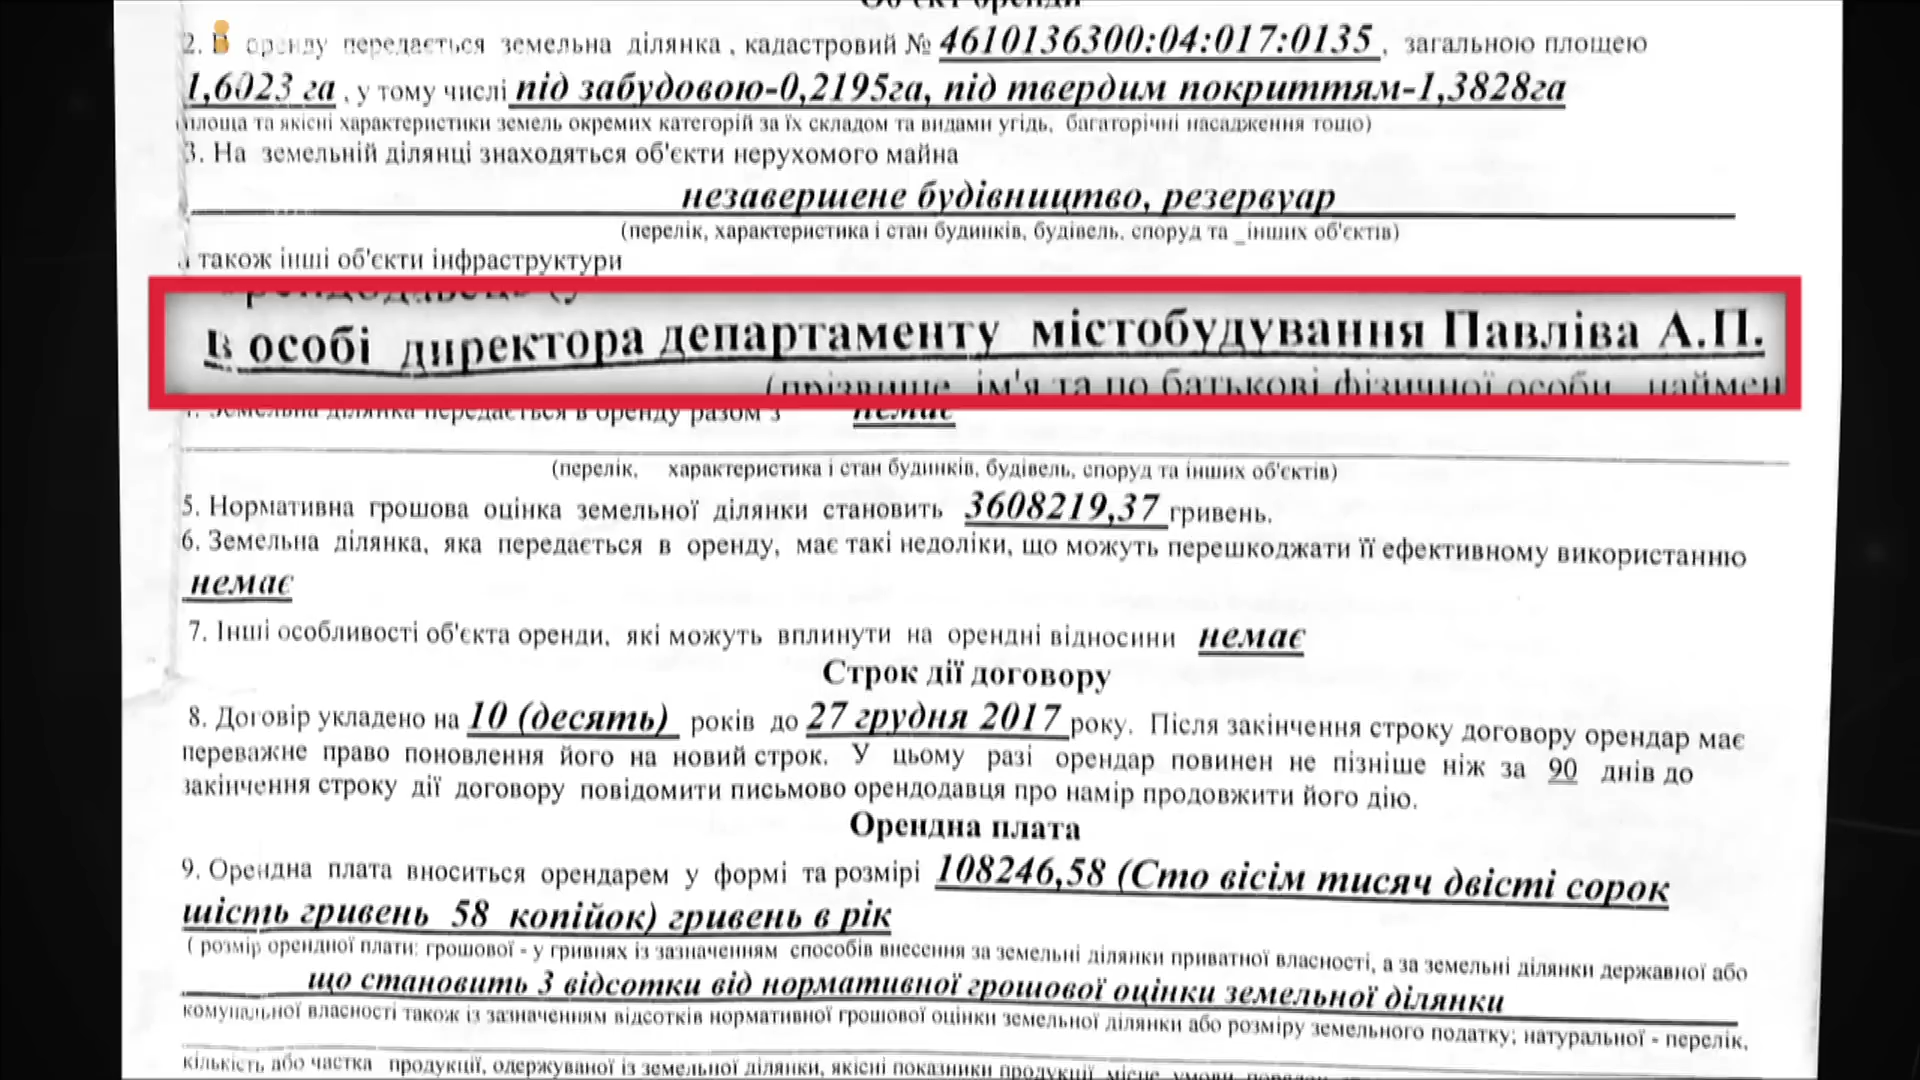 Об'єкт оренди
2. В оренду передається земельна ділянка, кадастровий № 4610136300:04:017:0135, загальною площею
1,6023 га, у тому числі під забудовою-0,2195га, під твердим покриттям-1,3828га
(площа та якісні характеристики земель окремих категорій за їх складом та видами угідь, багаторічні насадження тощо)
3. На земельній ділянці знаходяться об'єкти нерухомого майна
незавершене будівництво, резервуар
(перелік, характеристика і стан будинків, будівель, споруд та _інших об'єктів)
а також інші об'єкти інфраструктури
в особі директора департаменту містобудування Павліва А.П.
(прізвище, ім'я та по батькові фізичної особи, наймен
4. Земельна ділянка передається в оренду разом з немає
(перелік, характеристика і стан будинків, будівель, споруд та інших об'єктів)
5. Нормативна грошова оцінка земельної ділянки становить 3608219,37 гривень.
6. Земельна ділянка, яка передається в оренду, має такі недоліки, що можуть перешкоджати її ефективному використанню
немає
7. Інші особливості об'єкта оренди, які можуть вплинути на орендні відносини немає
Строк дії договору
8. Договір укладено на 10 (десять) років до 27 грудня 2017 року. Після закінчення строку договору орендар має
переважне право поновлення його на новий строк. У цьому разі орендар повинен не пізніше ніж за 90 днів до
закінчення строку дії договору повідомити письмово орендодавця про намір продовжити його дію.
Орендна плата
9. Орендна плата вноситься орендарем у формі та розмірі 108246,58 (Сто вісім тисяч двісті сорок
шість гривень 58 копійок) гривень в рік
( розмір орендної плати: грошової - у гривнях із зазначенням способів внесення за земельні ділянки приватної власності, а за земельні ділянки державної або
що становить 3 відсотки від нормативної грошової оцінки земельної ділянки
комунальної власності також із зазначенням відсотків нормативної грошової оцінки земельної ділянки або розміру земельного податку; натуральної - перелік,
кількість або частка продукції, одержуваної із земельної ділянки, якісні показники продукції, місце, умови, порядок